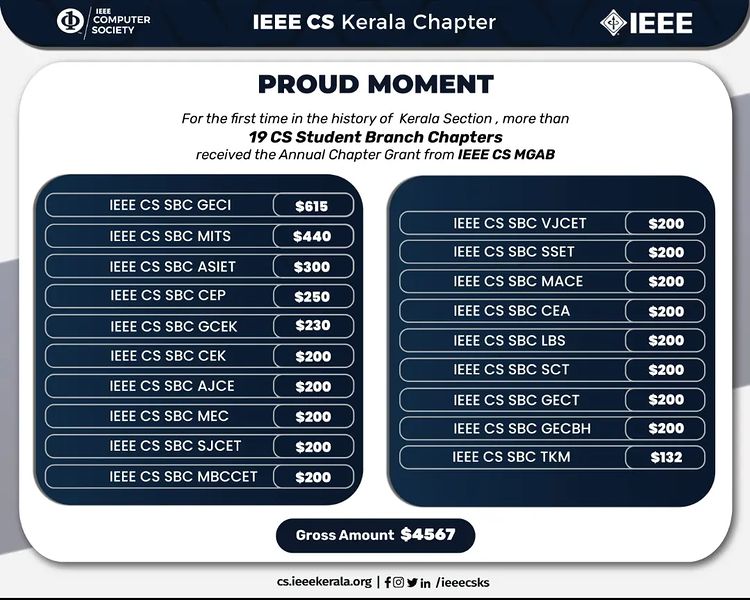 IEEE
COMPUTER
SOCIETY
IEEE CS Kerala Chapter
IEEE
PROUD MOMENT
For the first time in the history of Kerala Section , more than
19 CS Student Branch Chapters
received the Annual Chapter Grant from IEEE CS MGAB
IEEE CS SBC GECI $615
IEEE CS SBC MITS $440
IEEE CS SBC ASIET $300
IEEE CS SBC CEP $250
IEEE CS SBC GCEK $230
IEEE CS SBC CEK $200
IEEE CS SBC AJCE $200
IEEE CS SBC MEC $200
IEEE CS SBC SJCET $200
IEEE CS SBC MBCCET $200
IEEE CS SBC VJCET $200
IEEE CS SBC SSET $200
IEEE CS SBC MACE $200
IEEE CS SBC CEA $200
IEEE CS SBC LBS $200
IEEE CS SBC SCT $200
IEEE CS SBC GECT $200
IEEE CS SBC GECBH $200
IEEE CS SBC TKM $132
Gross Amount $4567
cs.ieeekerala.org | /ieeecsks